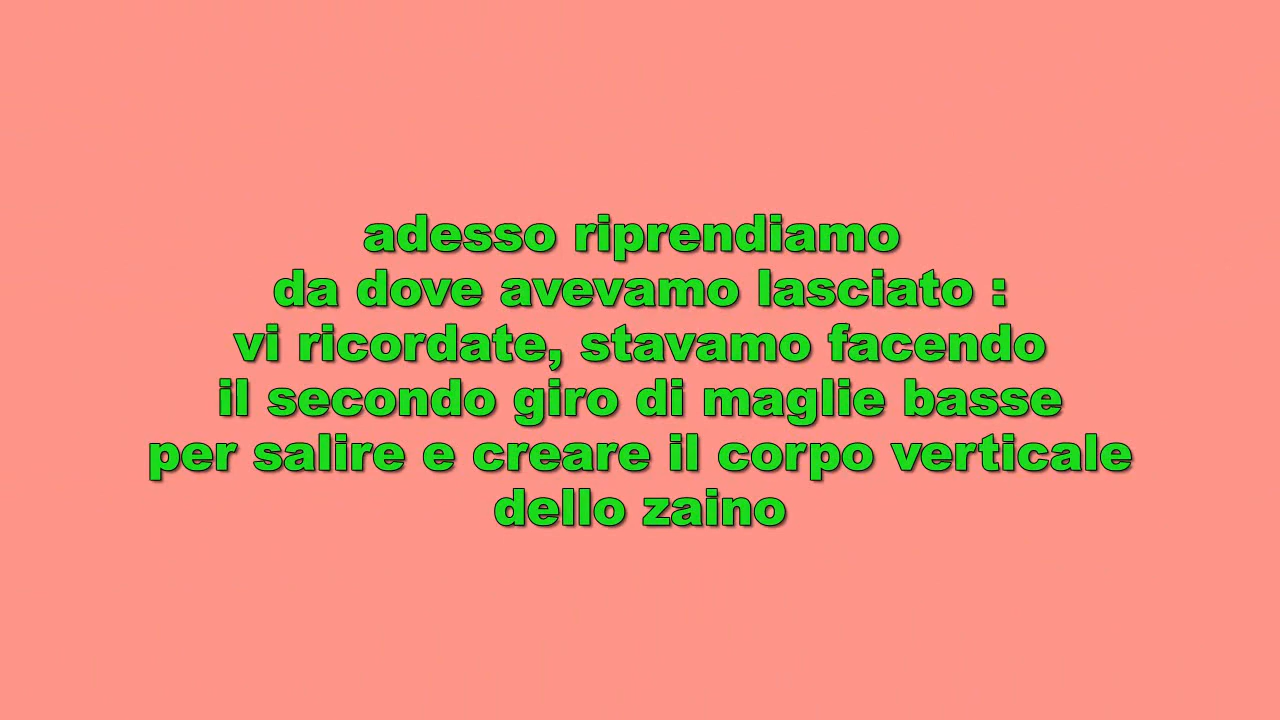 adesso riprendiamo
da dove avevamo lasciato :
vi ricordate, stavamo facendo
il secondo giro di maglie basse
per salire e creare il corpo verticale
dello zaino